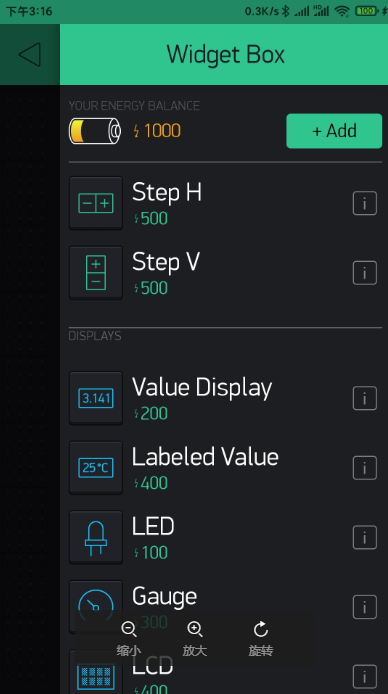 下午3:16 0.3K/s HD 100
Widget Box
YOUR ENERGY BALANCE
1000
+ Add
Step H
500
i
Step V
500
i
DISPLAYS
3.141
Value Display
200
i
25°C
Labeled Value
400
i
LED
100
i
Gauge
300
i
缩小 放大 旋转
LCD
400
i